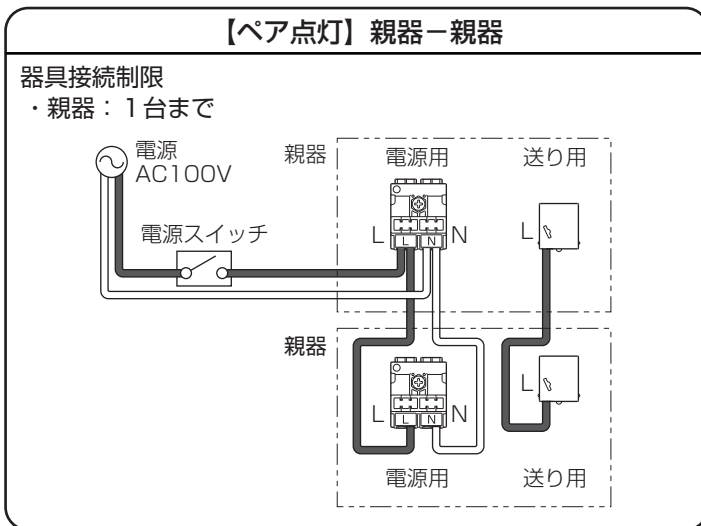 【ペア点灯】親器－親器
器具接続制限
・親器：１台まで
電源
AC100V
親器
電源用
送り用
電源スイッチ
L
L
N
N
L
親器
L
L
N
N
L
電源用
送り用